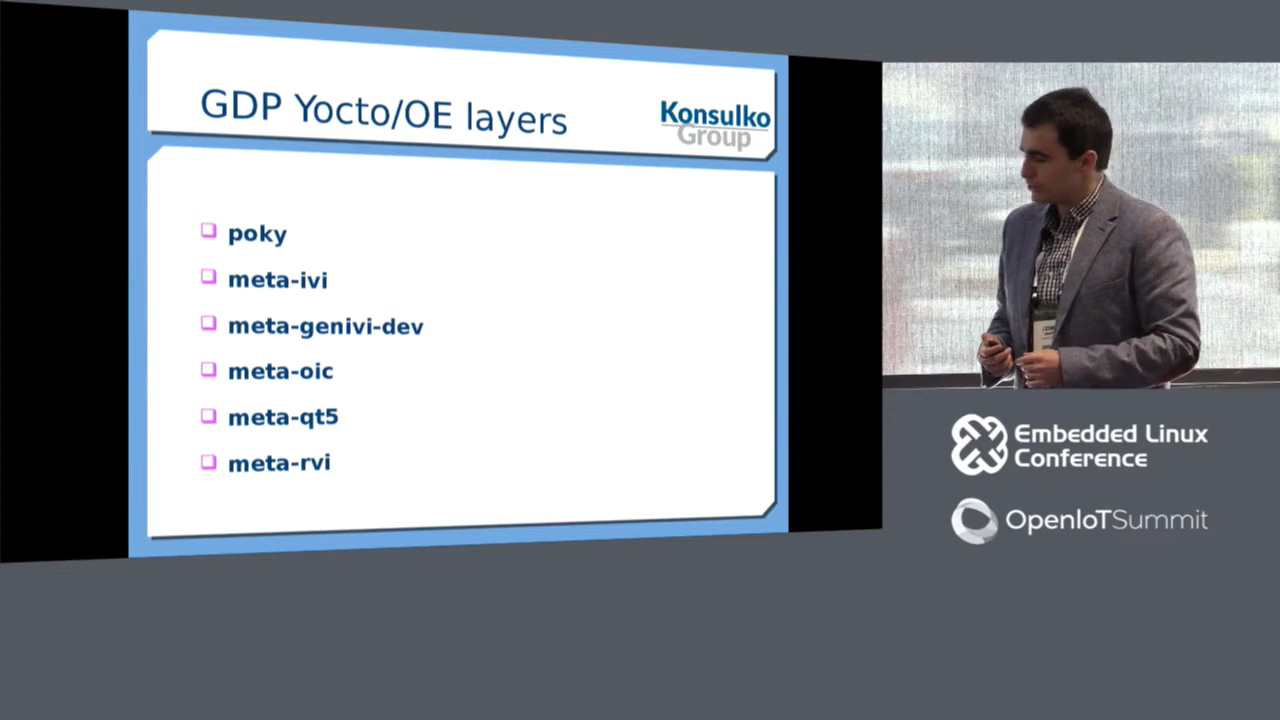 GDP Yocto/OE layers
Konsulko
Group
poky
meta-ivi
meta-genivi-dev
meta-oic
meta-qt5
meta-rvi
Embedded Linux
Conference
OpenIoTSummit